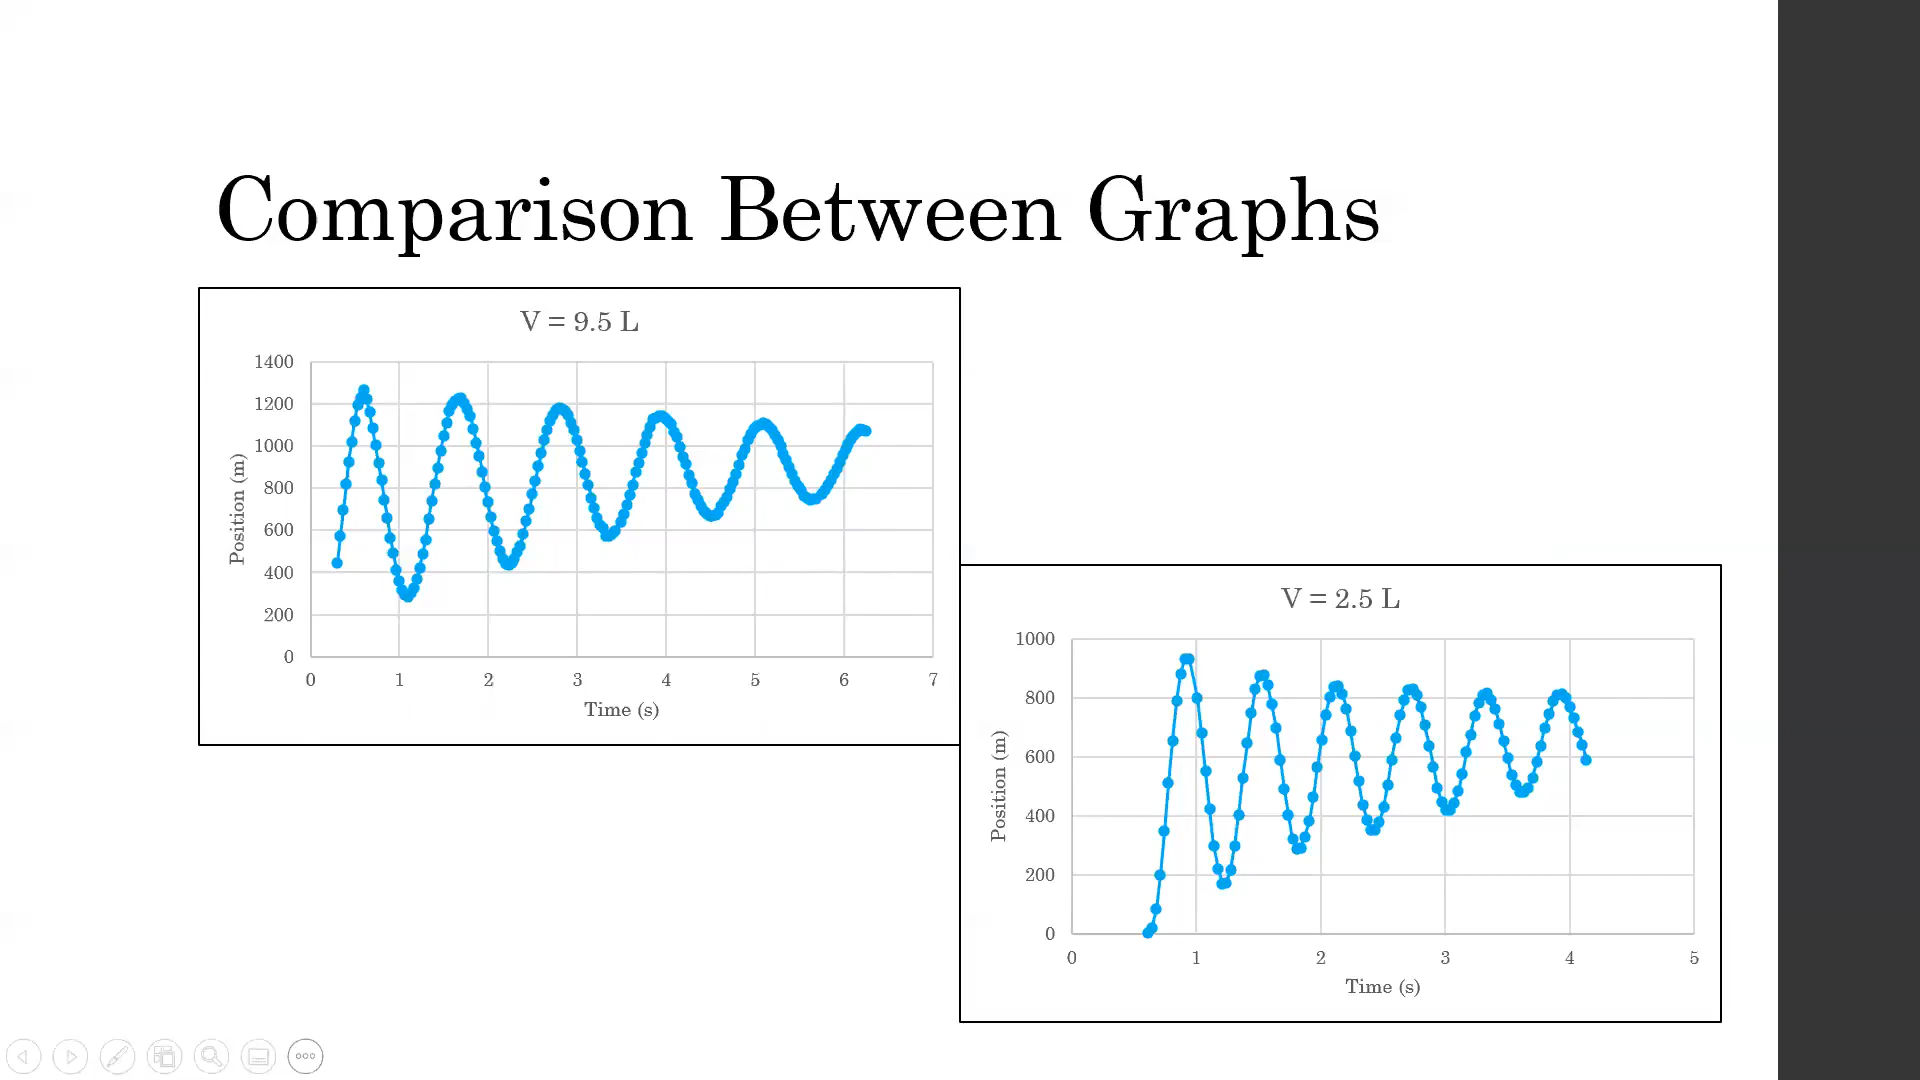 Comparison Between Graphs
V = 9.5 L
1400
1200
1000
800
600
400
200
0
Position (m)
0 1 2 3 4 5 6 7
Time (s)
V = 2.5 L
1000
800
600
400
200
0
Position (m)
0 1 2 3 4 5
Time (s)